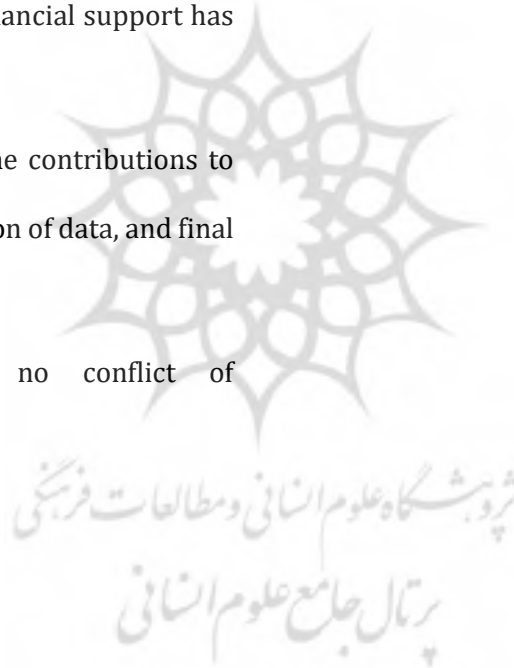 nancial support has
ne contributions to
on of data, and final
no conflict of
پژوهشگاه علوم انسانی و مطالعات فرهنگی
پرتال جامع علوم انسانی